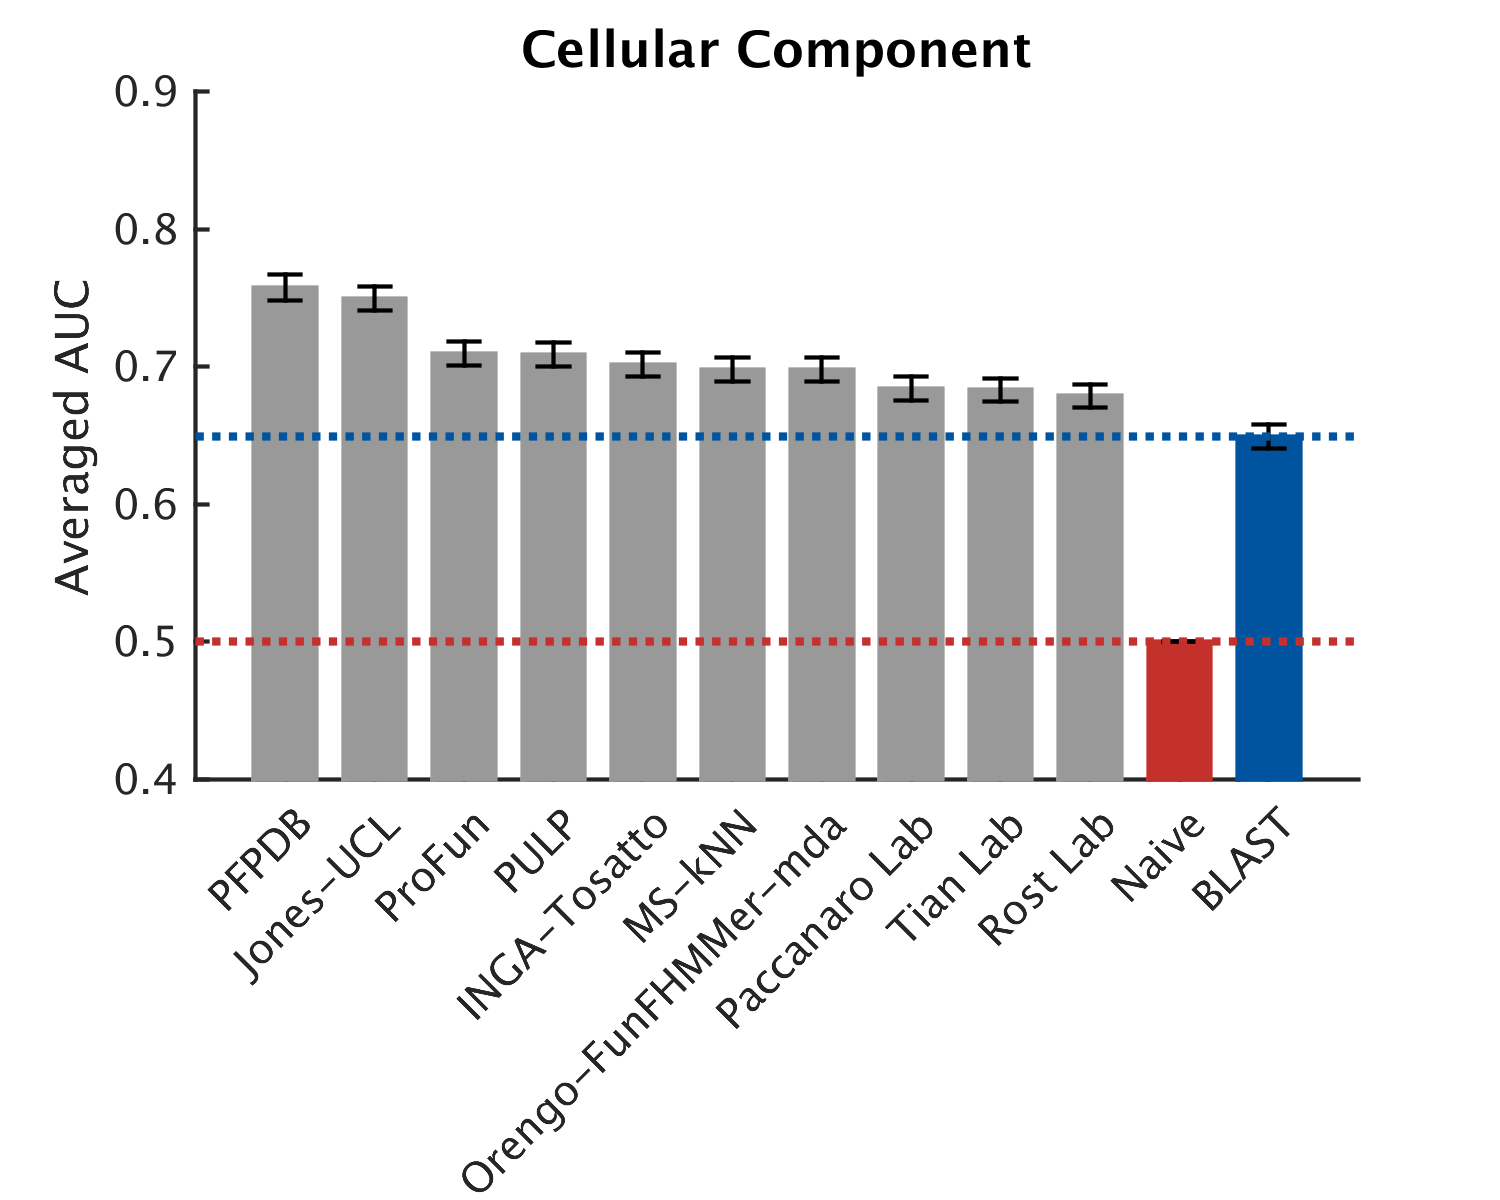 Cellular Component
Averaged AUC
0.9
0.8
0.7
0.6
0.5
0.4
PFPDB
Jones-UCL
ProFun
PULP
INGA-Tosatto
MS-kNN
Orengo-FunFHMMer-mda
Paccanaro Lab
Tian Lab
Rost Lab
Naive
BLAST